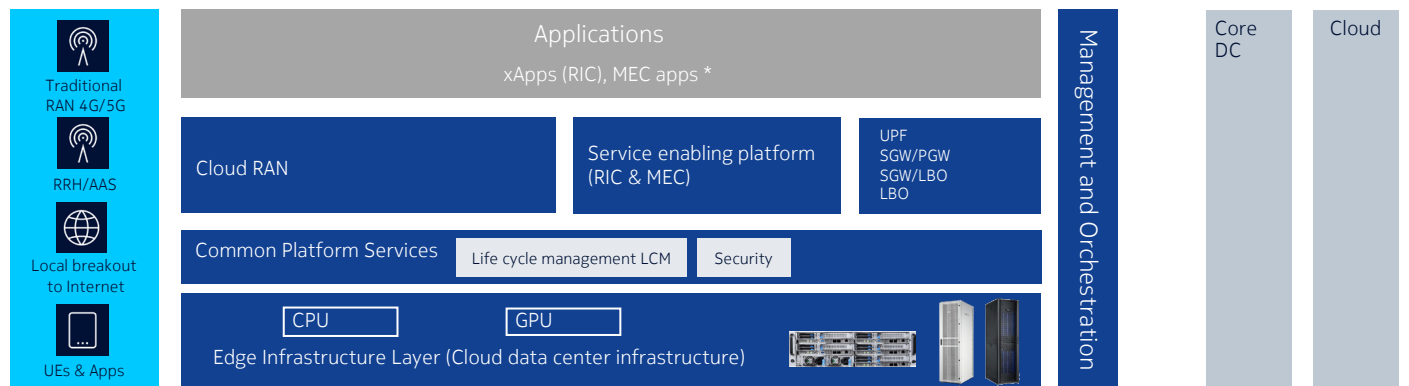 Traditional
RAN 4G/5G
RRH/AAS
Local breakout
to Internet
UEs & Apps
Applications
xApps (RIC), MEC apps *
Cloud RAN
Service enabling platform
(RIC & MEC)
UPF
SGW/PGW
SGW/LBO
LBO
Common Platform Services
Life cycle management LCM
Security
CPU
GPU
Edge Infrastructure Layer (Cloud data center infrastructure)
Management and Orchestration
Core
DC
Cloud